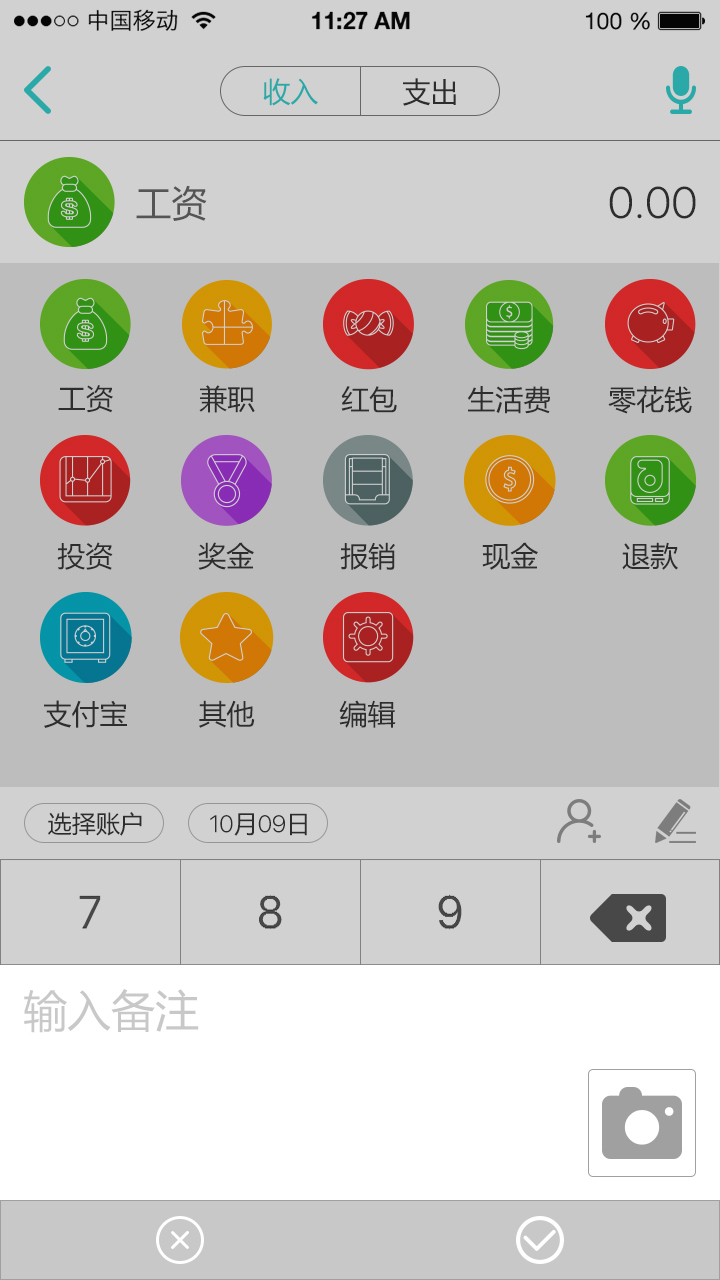 中国移动 11:27 AM 100 %
收入 支出
工资 0.00
工资 兼职 红包 生活费 零花钱
投资 奖金 报销 现金 退款
支付宝 其他 编辑
选择账户 10月09日
7 8 9
输入备注